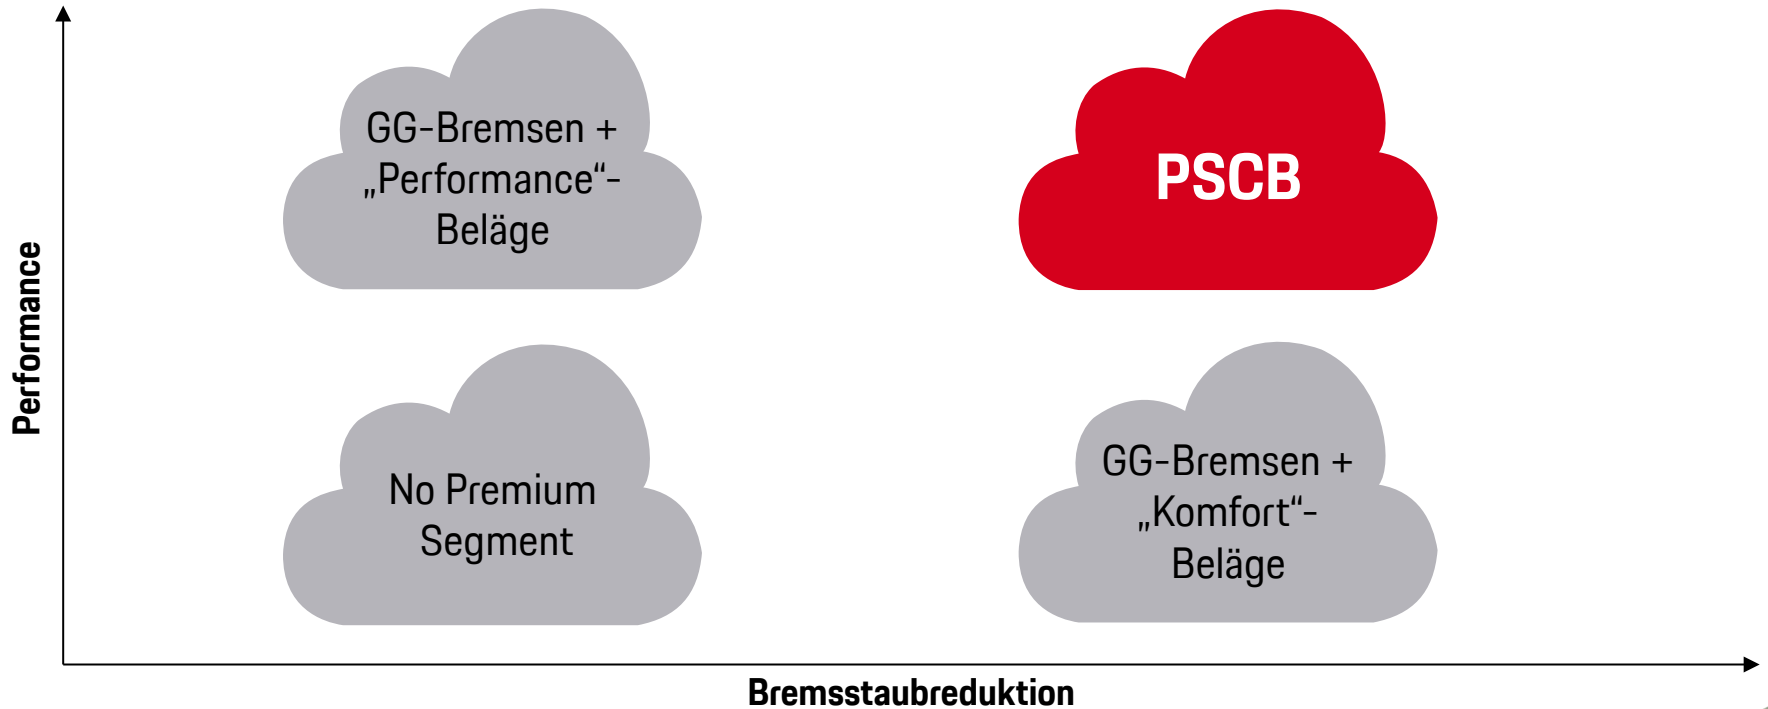 GG-Bremsen +
„Performance“-
Beläge
PSCB
Performance
No Premium
Segment
GG-Bremsen +
„Komfort“-
Beläge
Bremsstaubreduktion